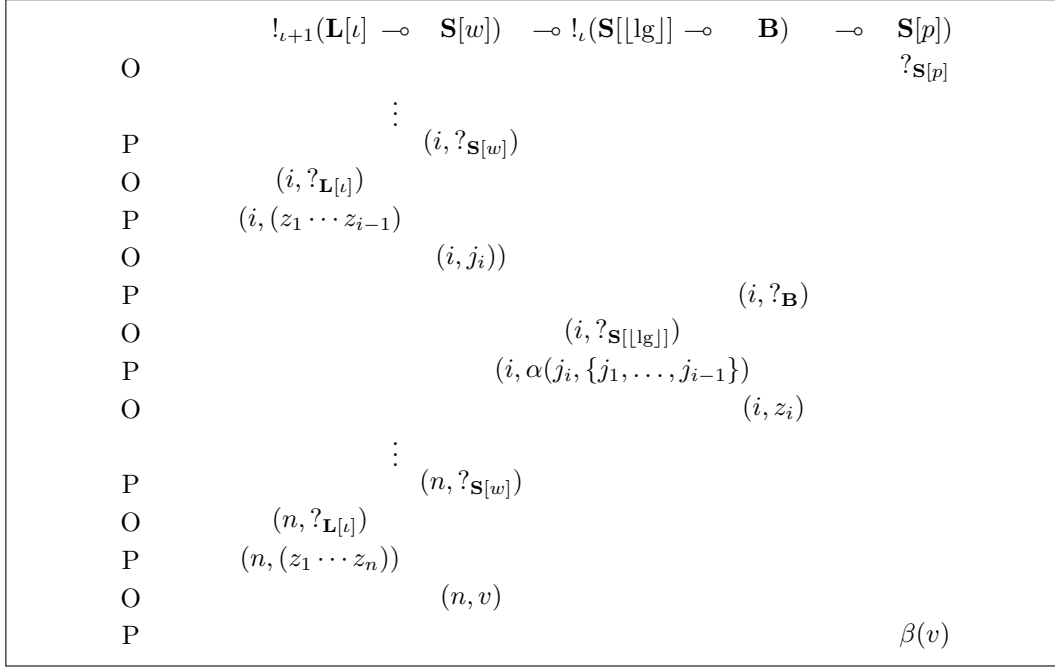 !ι+1(L[ι] ⊸ S[w]) ⊸ !ι(S[⌊lg⌋] ⊸ B) ⊸ S[p])
O ?S[p]
⋮
P (i, ?S[w])
O (i, ?L[ι])
P (i, (z1 ⋯ zi−1)
O (i, ji))
P (i, ?B)
O (i, ?S[⌊lg⌋])
P (i, α(ji, {j1, . . . , ji−1})
O (i, zi)
⋮
P (n, ?S[w])
O (n, ?L[ι])
P (n, (z1 ⋯ zn))
O (n, v)
P β(v)